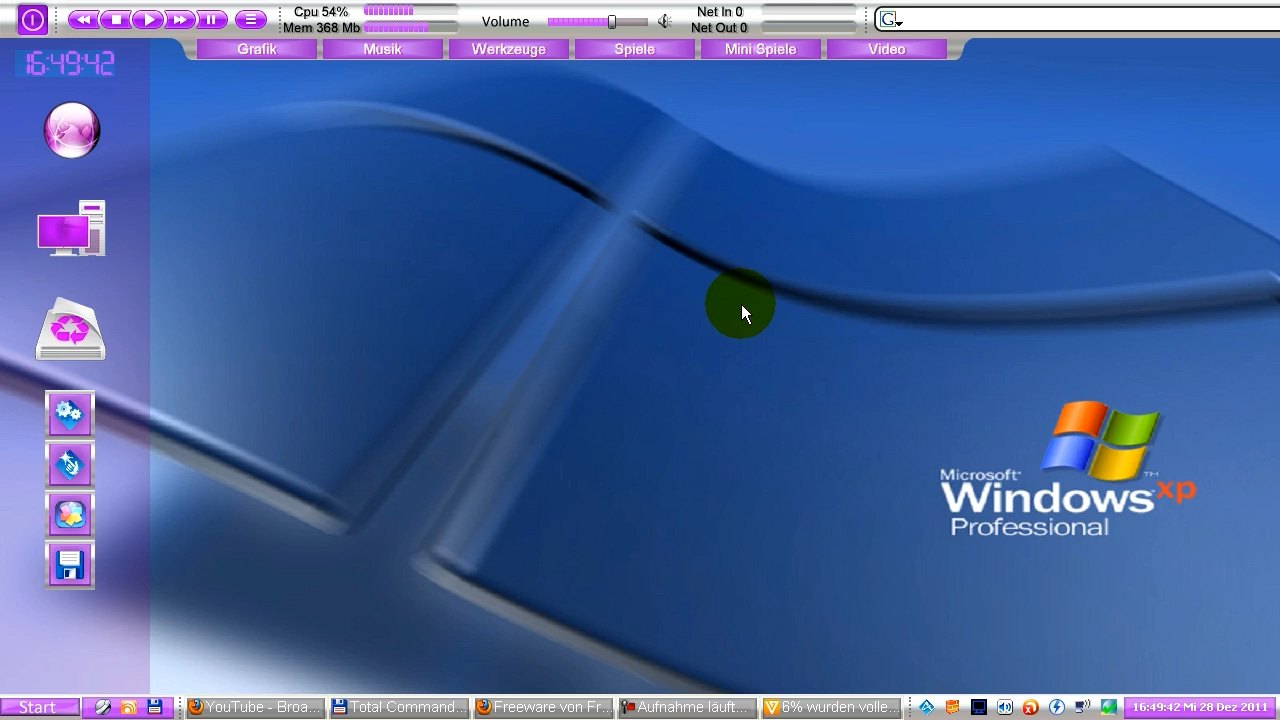 Cpu 54%
Mem 368 Mb
Volume
Net In 0
Net Out 0
G
Grafik
Musik
Werkzeuge
Spiele
Mini Spiele
Video
16:49:42
Microsoft
Windows xp
TM
Professional
Start
YouTube - Broa...
Total Command...
Freeware von Fr...
Aufnahme läuft...
6% wurden volle...
16:49:42 Mi 28 Dez 2011